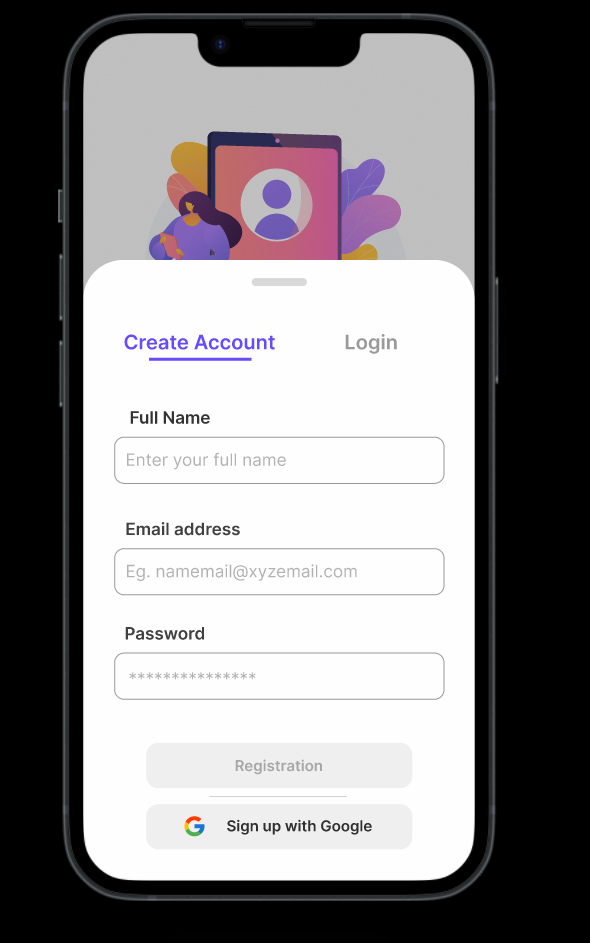 Create Account
Login
Full Name
Enter your full name
Email address
Eg. namemail@xyzemail.com
Password
***************
Registration
Sign up with Google